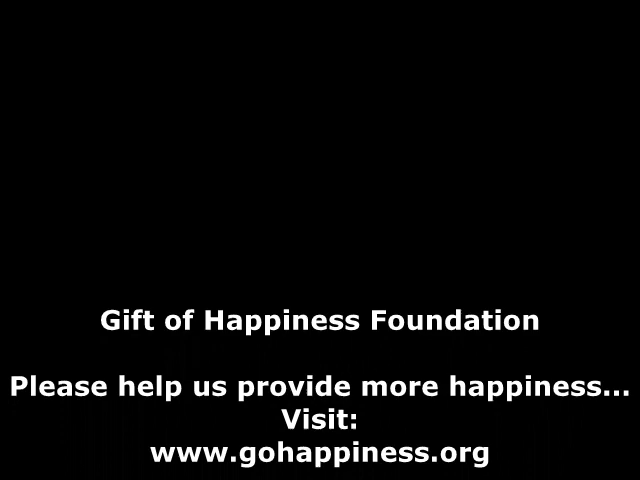 Gift of Happiness Foundation
Please help us provide more happiness...
Visit:
www.gohappiness.org